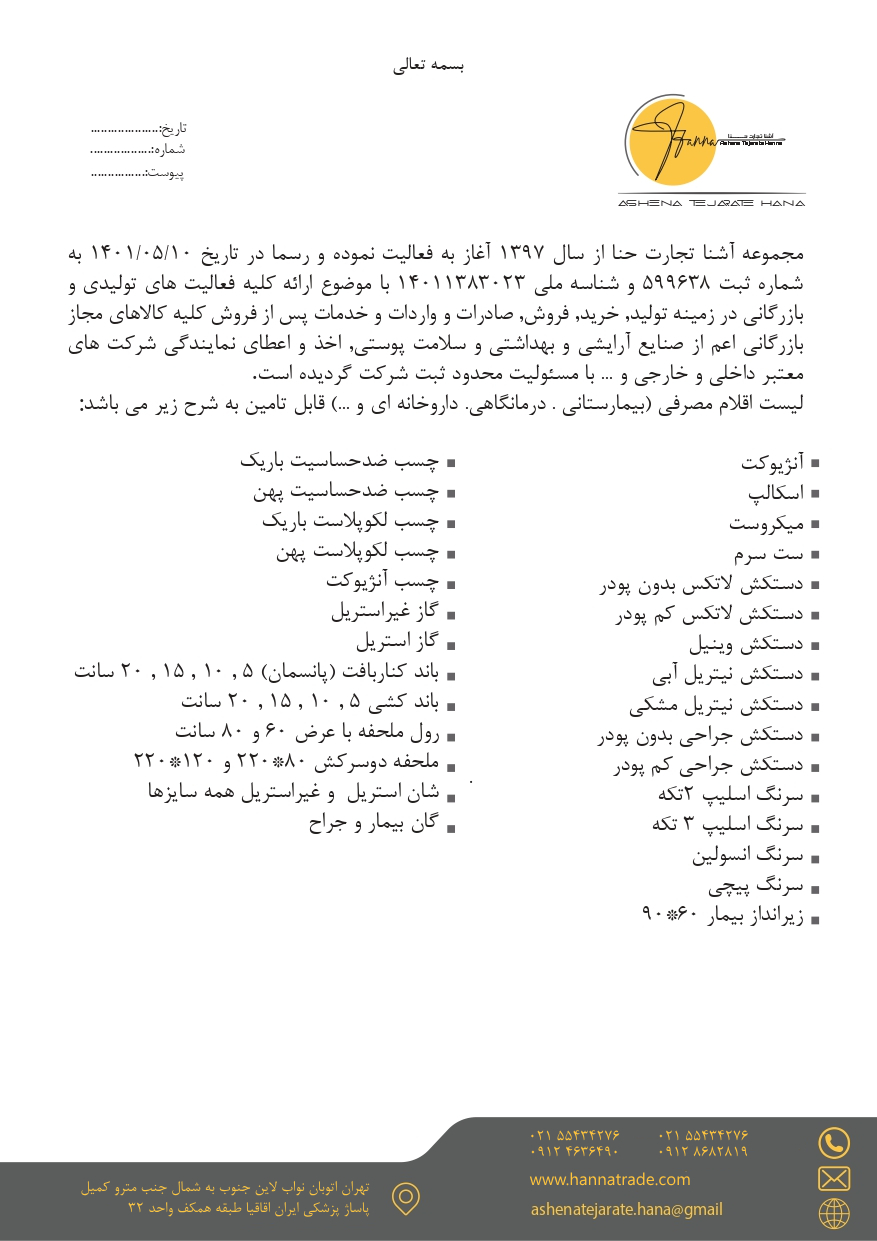 بسمه تعالی
Hanna
آشنا تجارت حـــنا
Ashena Tejarate Hanna
ASHENA TEJARATE HANA
تاریخ:....................
شماره:..................
پیوست:................
مجموعه آشنا تجارت حنا از سال ۱۳۹۷ آغاز به فعالیت نموده و رسما در تاریخ ۱۴۰۱/۰۵/۱۰ به
شماره ثبت ۵۹۹۶۳۸ و شناسه ملی ۱۴۰۱۱۳۸۳۰۲۳ با موضوع ارائه کلیه فعالیت های تولیدی و
بازرگانی در زمینه تولید, خرید, فروش, صادرات و واردات و خدمات پس از فروش کلیه کالاهای مجاز
بازرگانی اعم از صنایع آرایشی و بهداشتی و سلامت پوستی, اخذ و اعطای نمایندگی شرکت های
معتبر داخلی و خارجی و ... با مسئولیت محدود ثبت شرکت گردیده است.
لیست اقلام مصرفی (بیمارستانی . درمانگاهی. داروخانه ای و ...) قابل تامین به شرح زیر می باشد:
آنژیوکت
اسکالپ
میکروست
ست سرم
دستکش لاتکس بدون پودر
دستکش لاتکس کم پودر
دستکش وینیل
دستکش نیتریل آبی
دستکش نیتریل مشکی
دستکش جراحی بدون پودر
دستکش جراحی کم پودر
سرنگ اسلیپ ۲تکه
سرنگ اسلیپ ۳ تکه
سرنگ انسولین
سرنگ پیچی
زیرانداز بیمار ۶۰*۹۰
چسب ضدحساسیت باریک
چسب ضدحساسیت پهن
چسب لکوپلاست باریک
چسب لکوپلاست پهن
چسب آنژیوکت
گاز غیراستریل
گاز استریل
باند کنارbافت (پانسمان) ۵ , ۱۰ , ۱۵ , ۲۰ سانت
باند کشی ۵ , ۱۰ , ۱۵ , ۲۰ سانت
رول ملحفه با عرض ۶۰ و ۸۰ سانت
ملحفه دوسرکش ۸۰*۲۲۰ و ۱۲۰*۲۲۰
شان استریل و غیراستریل همه سایزها
گان بیمار و جراح
۰۲۱ ۵۵۴۳۴۲۷۶ ۰۲۱ ۵۵۴۳۴۲۷۶
۰۹۱۲ ۴۶۳۶۴۹۰ ۰۹۱۲ ۸۶۸۲۸۱۹
www.hannatrade.com
ashenatejarate.hana@gmail
تهران اتوبان نواب لاین جنوب به شمال جنب مترو کمیل
پاساژ پزشکی ایران اقاقیا طبقه همکف واحد ۳۲